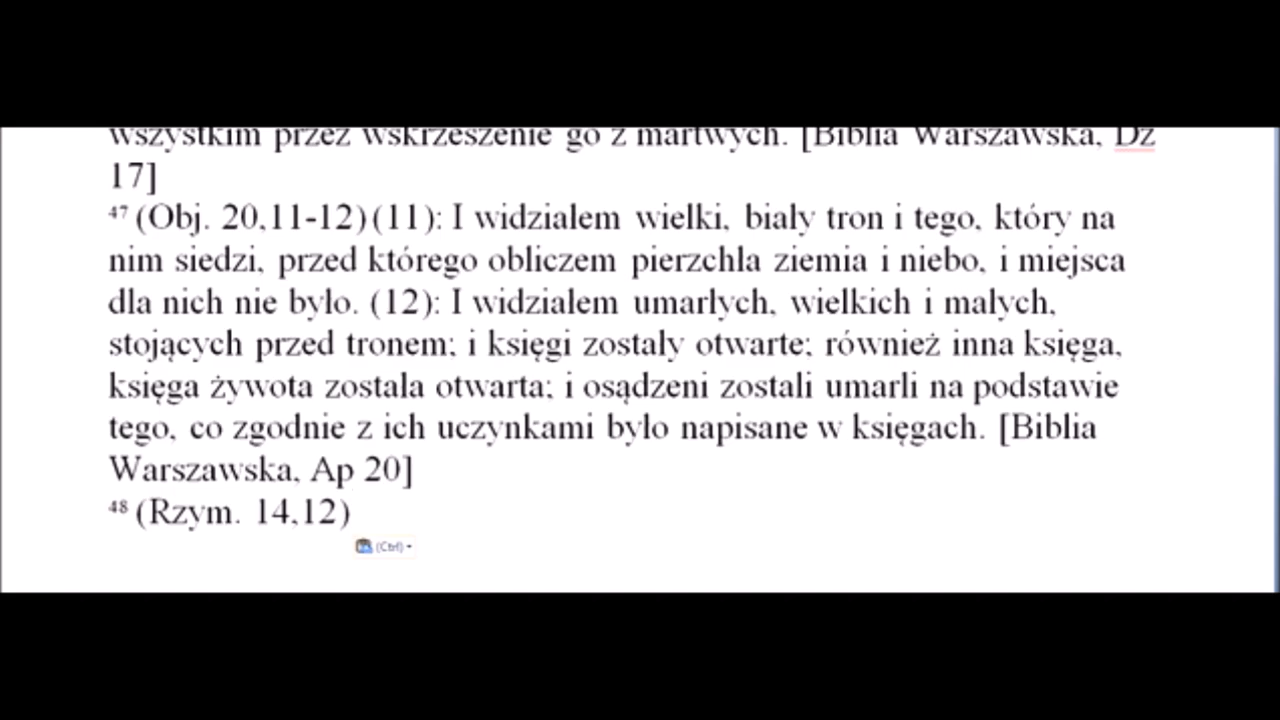 wszystkim przez wskrzeszenie go z martwych. [Biblia Warszawska, Dz
17]
⁴⁷ (Obj. 20,11-12)(11): I widziałem wielki, biały tron i tego, który na
nim siedzi, przed którego obliczem pierzchła ziemia i niebo, i miejsca
dla nich nie było. (12): I widziałem umarłych, wielkich i małych,
stojących przed tronem; i księgi zostały otwarte; również inna księga,
księga żywota została otwarta; i osądzeni zostali umarli na podstawie
tego, co zgodnie z ich uczynkami było napisane w księgach. [Biblia
Warszawska, Ap 20]
⁴⁸ (Rzym. 14,12)
(Ctrl)